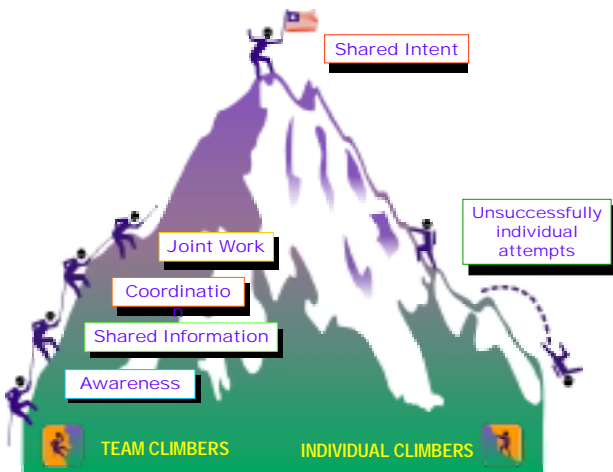 Shared Intent
Unsuccessfully
individual
attempts
Joint Work
Coordinatio
n
Shared Information
Awareness
TEAM CLIMBERS
INDIVIDUAL CLIMBERS